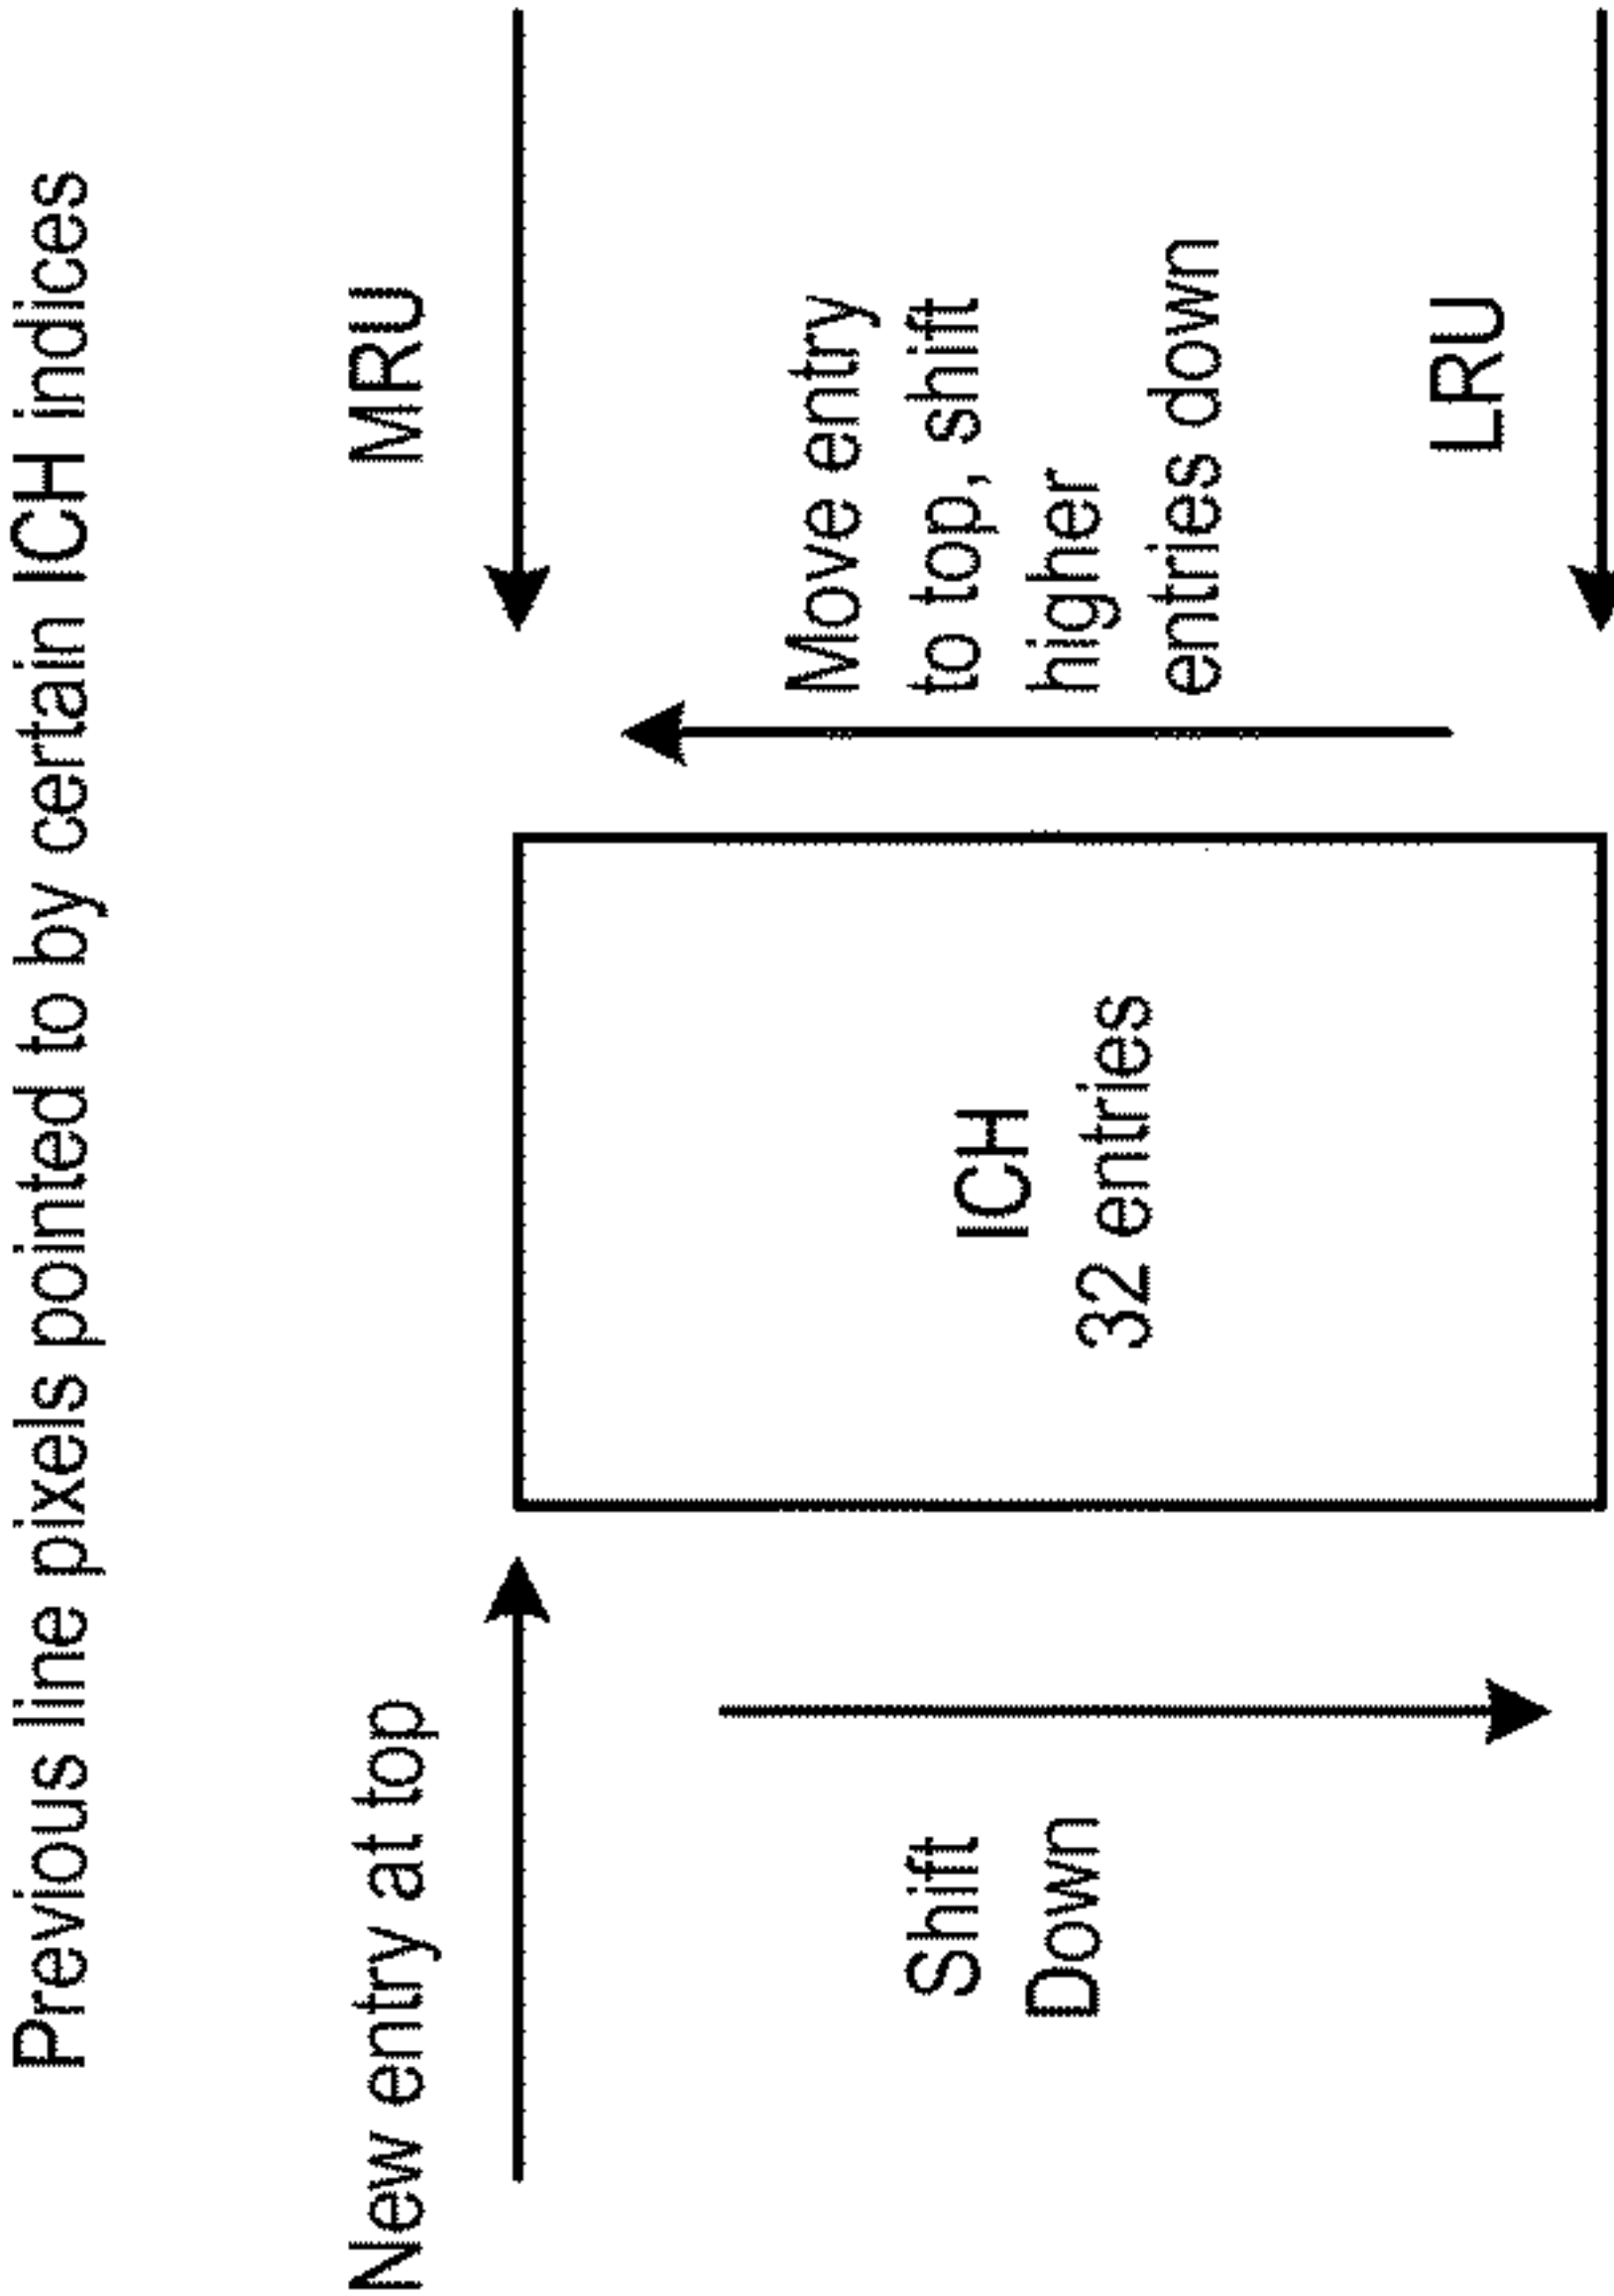 Previous line pixels pointed to by certain ICH indices
New entry at top
MRU
Shift
Down
ICH
32 entries
Move entry
to top, shift
higher
entries down
LRU